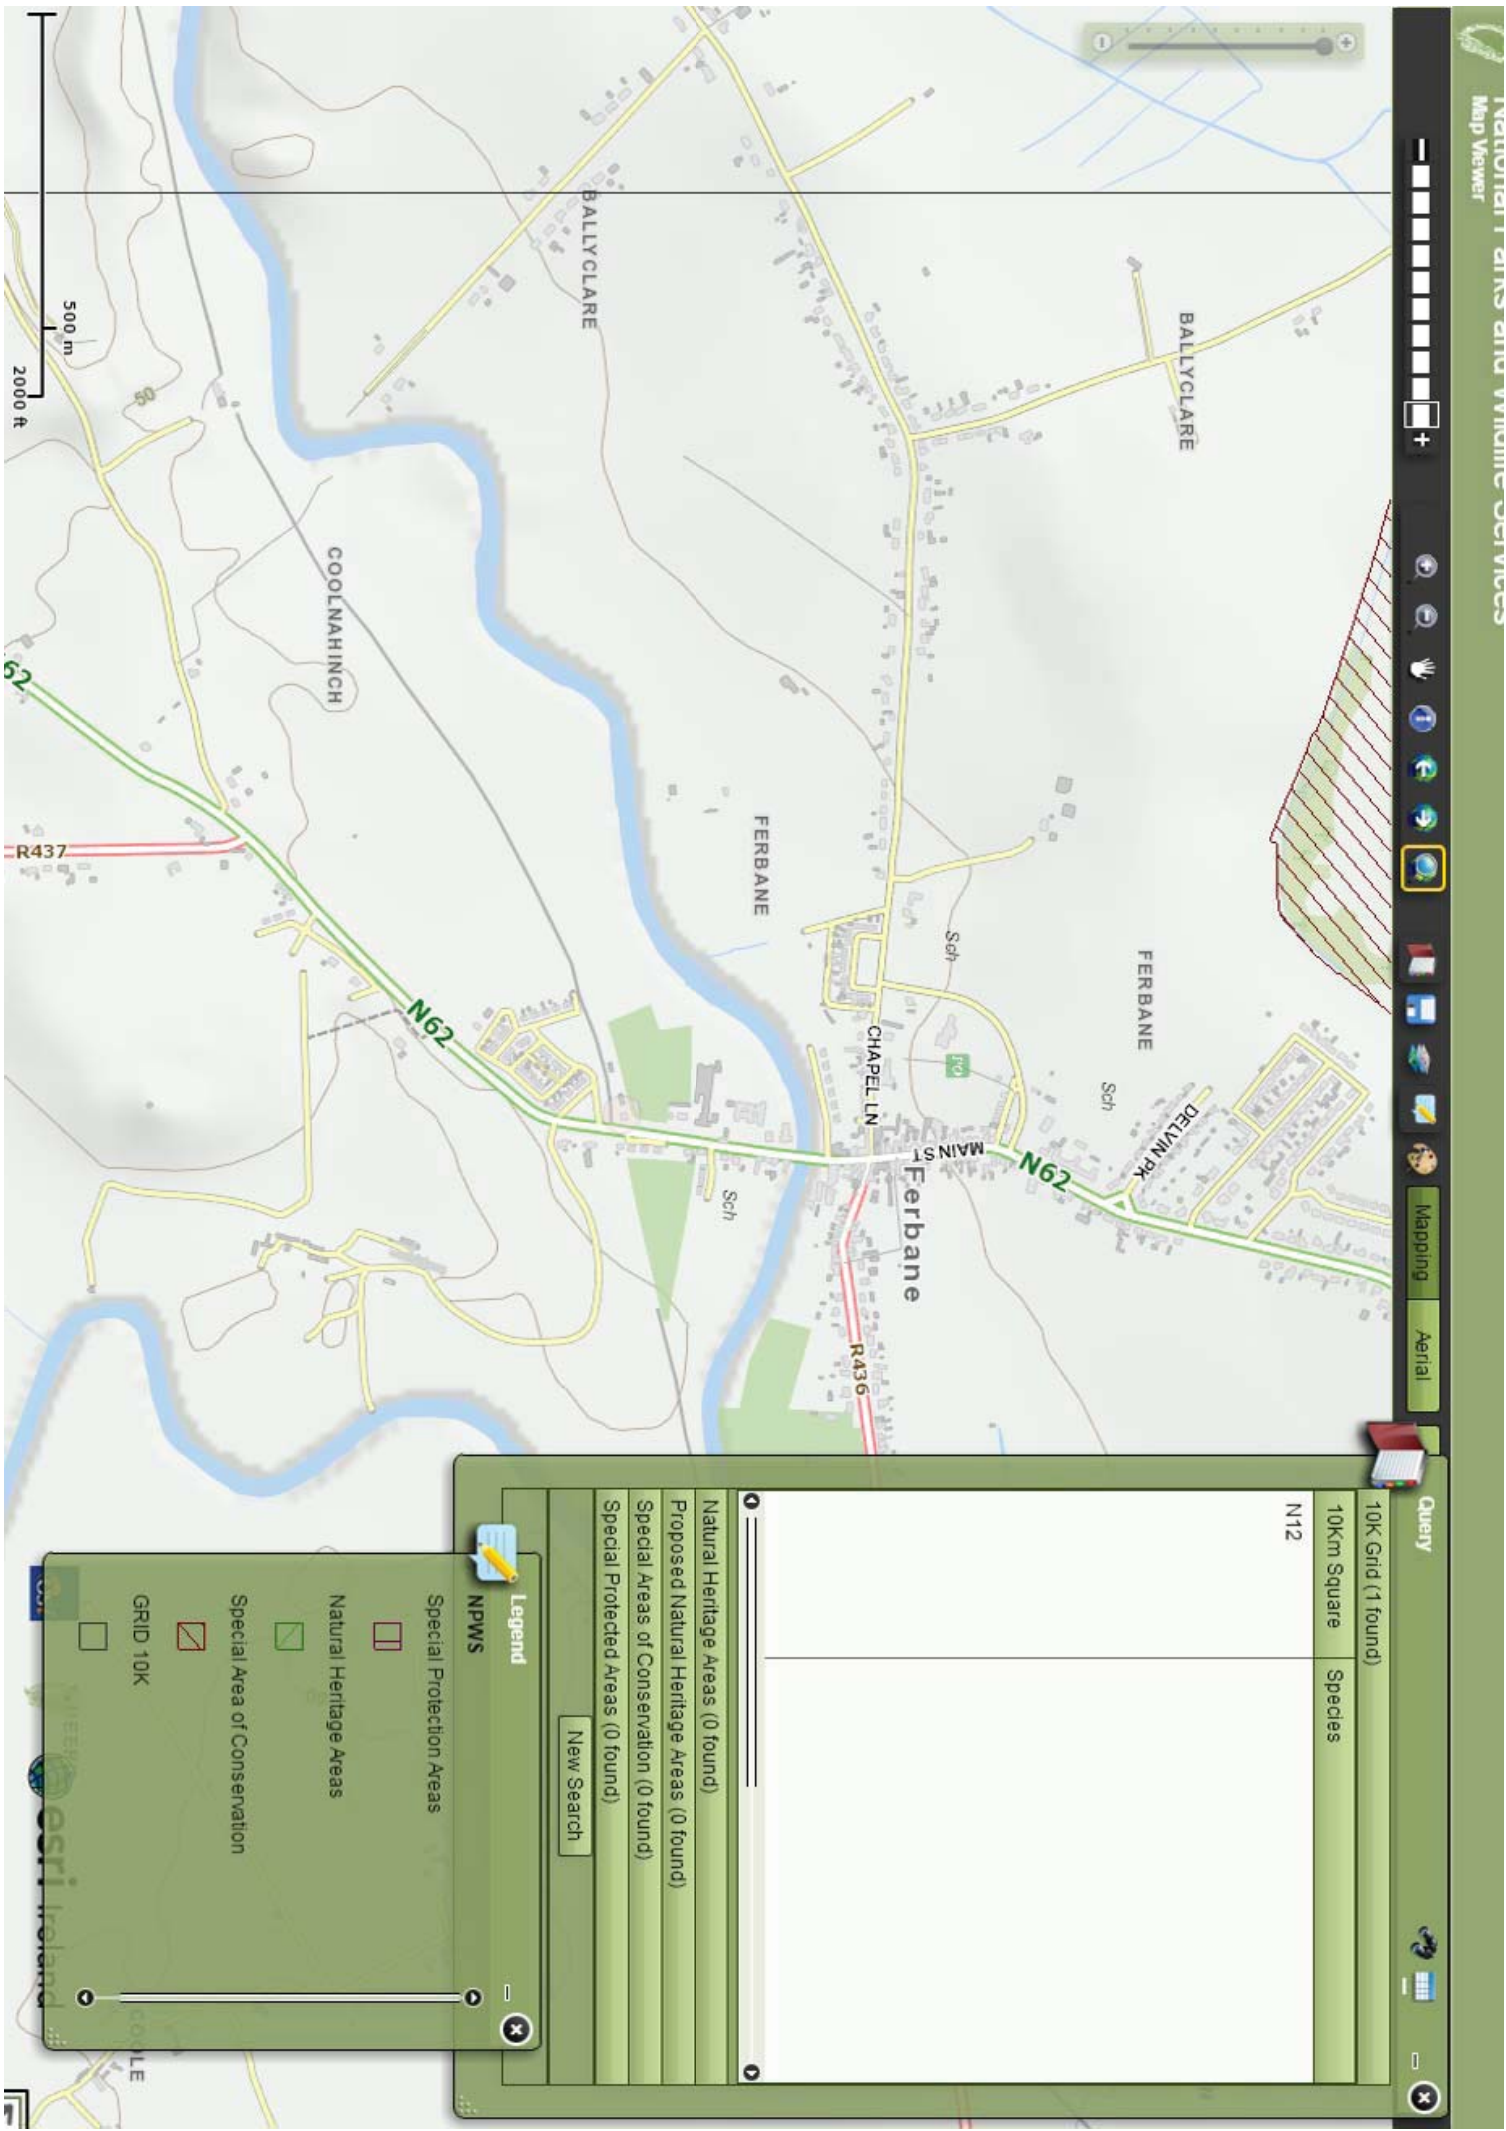 National Parks and Wildlife Services
Map Viewer
Mapping
Aerial
Query
10K Grid (1 found)
10Km Square
Species
N12
Natural Heritage Areas (0 found)
Proposed Natural Heritage Areas (0 found)
Special Areas of Conservation (0 found)
Special Protected Areas (0 found)
New Search
Legend
NPWS
Special Protection Areas
Natural Heritage Areas
Special Area of Conservation
GRID 10K
BALLYCLARE
BALLYCLARE
FERBANE
FERBANE
COOLNAHINCH
Sch
Sch
Sch
DELVIN PK
N62
MAIN ST
CHAPEL LN
Ferbane
R436
N62
R437
62
50
500 m
2000 ft
esri Ireland